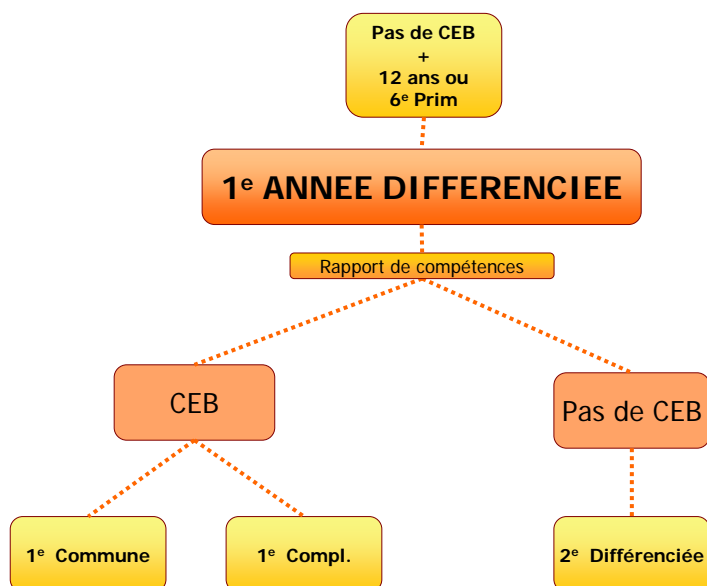 Pas de CEB
+
12 ans ou
6e Prim
1e ANNEE DIFFERENCIEE
Rapport de compétences
CEB
Pas de CEB
1e Commune
1e Compl.
2e Différenciée